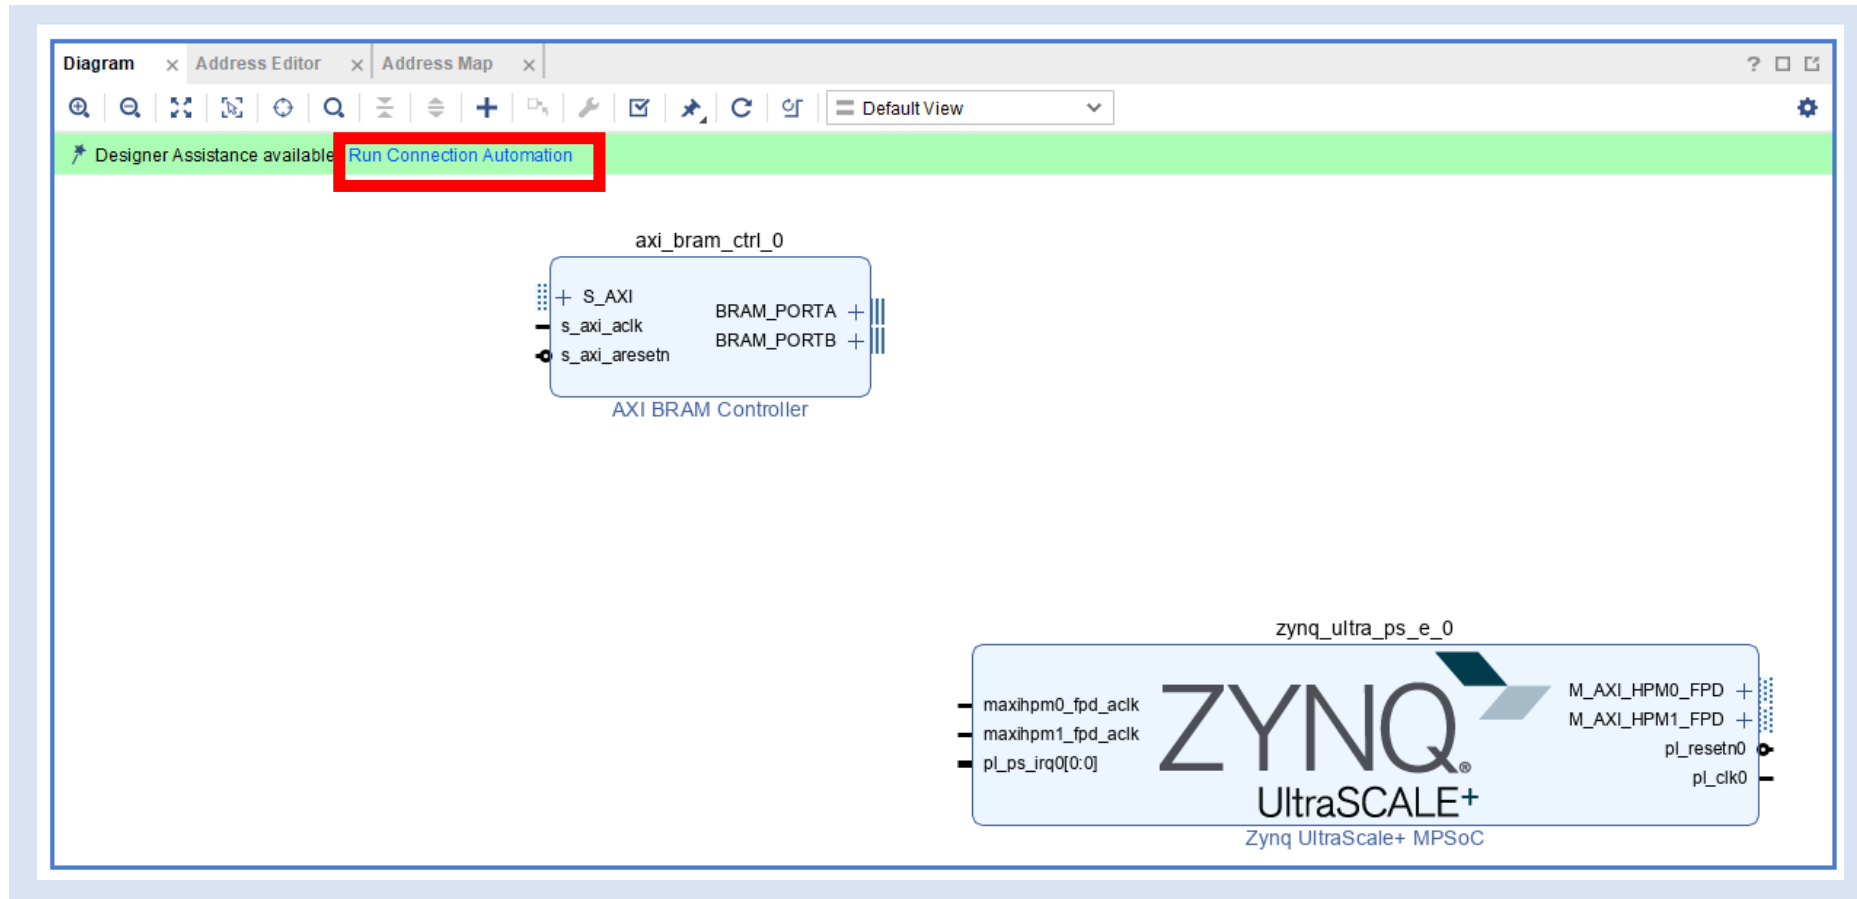 Diagram Address Editor Address Map
Default View
Designer Assistance available Run Connection Automation
axi_bram_ctrl_0
S_AXI
s_axi_aclk
s_axi_aresetn
BRAM_PORTA
BRAM_PORTB
AXI BRAM Controller
zynq_ultra_ps_e_0
maxihpm0_fpd_aclk
maxihpm1_fpd_aclk
pl_ps_irq0[0:0]
ZYNQ®
UltraSCALE+
M_AXI_HPM0_FPD
M_AXI_HPM1_FPD
pl_resetn0
pl_clk0
Zynq UltraScale+ MPSoC